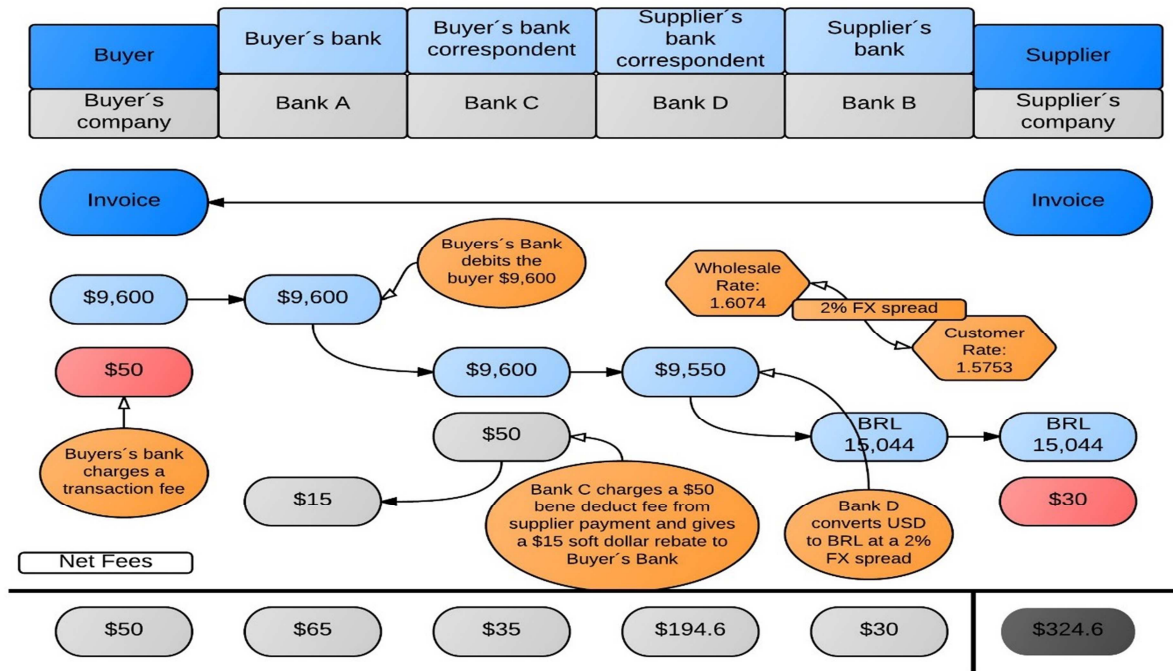 Buyer
Buyer´s bank
Buyer´s bank
correspondent
Supplier´s
bank
correspondent
Supplier´s
bank
Supplier
Buyer´s
company
Bank A
Bank C
Bank D
Bank B
Supplier´s
company
Invoice
Invoice
Buyers´s Bank
debits the
buyer $9,600
Wholesale
Rate:
1.6074
2% FX spread
Customer
Rate:
1.5753
$9,600
$9,600
$50
$9,600
$9,550
BRL
15,044
BRL
15,044
$50
Buyers´s bank
charges a
transaction fee
$15
Bank C charges a $50
bene deduct fee from
supplier payment and gives
a $15 soft dollar rebate to
Buyer´s Bank
Bank D
converts USD
to BRL at a 2%
FX spread
$30
Net Fees
$50
$65
$35
$194.6
$30
$324.6